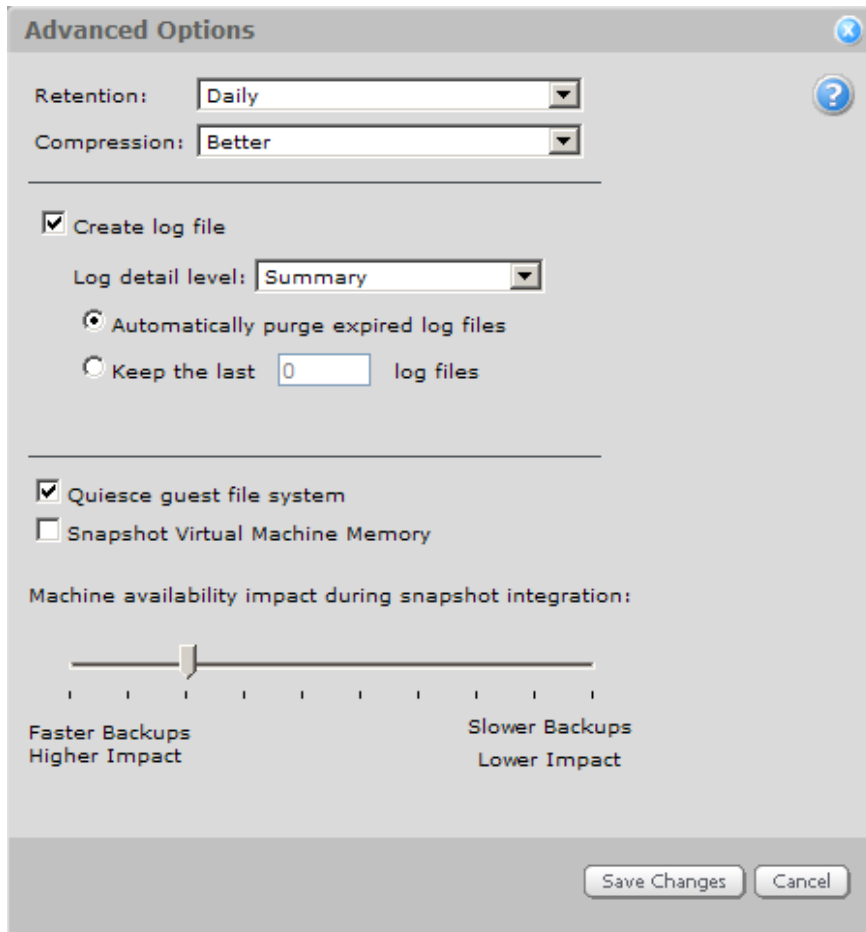 Advanced Options
Retention: Daily
Compression: Better
Create log file
Log detail level: Summary
Automatically purge expired log files
Keep the last 0 log files
Quiesce guest file system
Snapshot Virtual Machine Memory
Machine availability impact during snapshot integration:
Faster Backups Slower Backups
Higher Impact Lower Impact
Save Changes Cancel